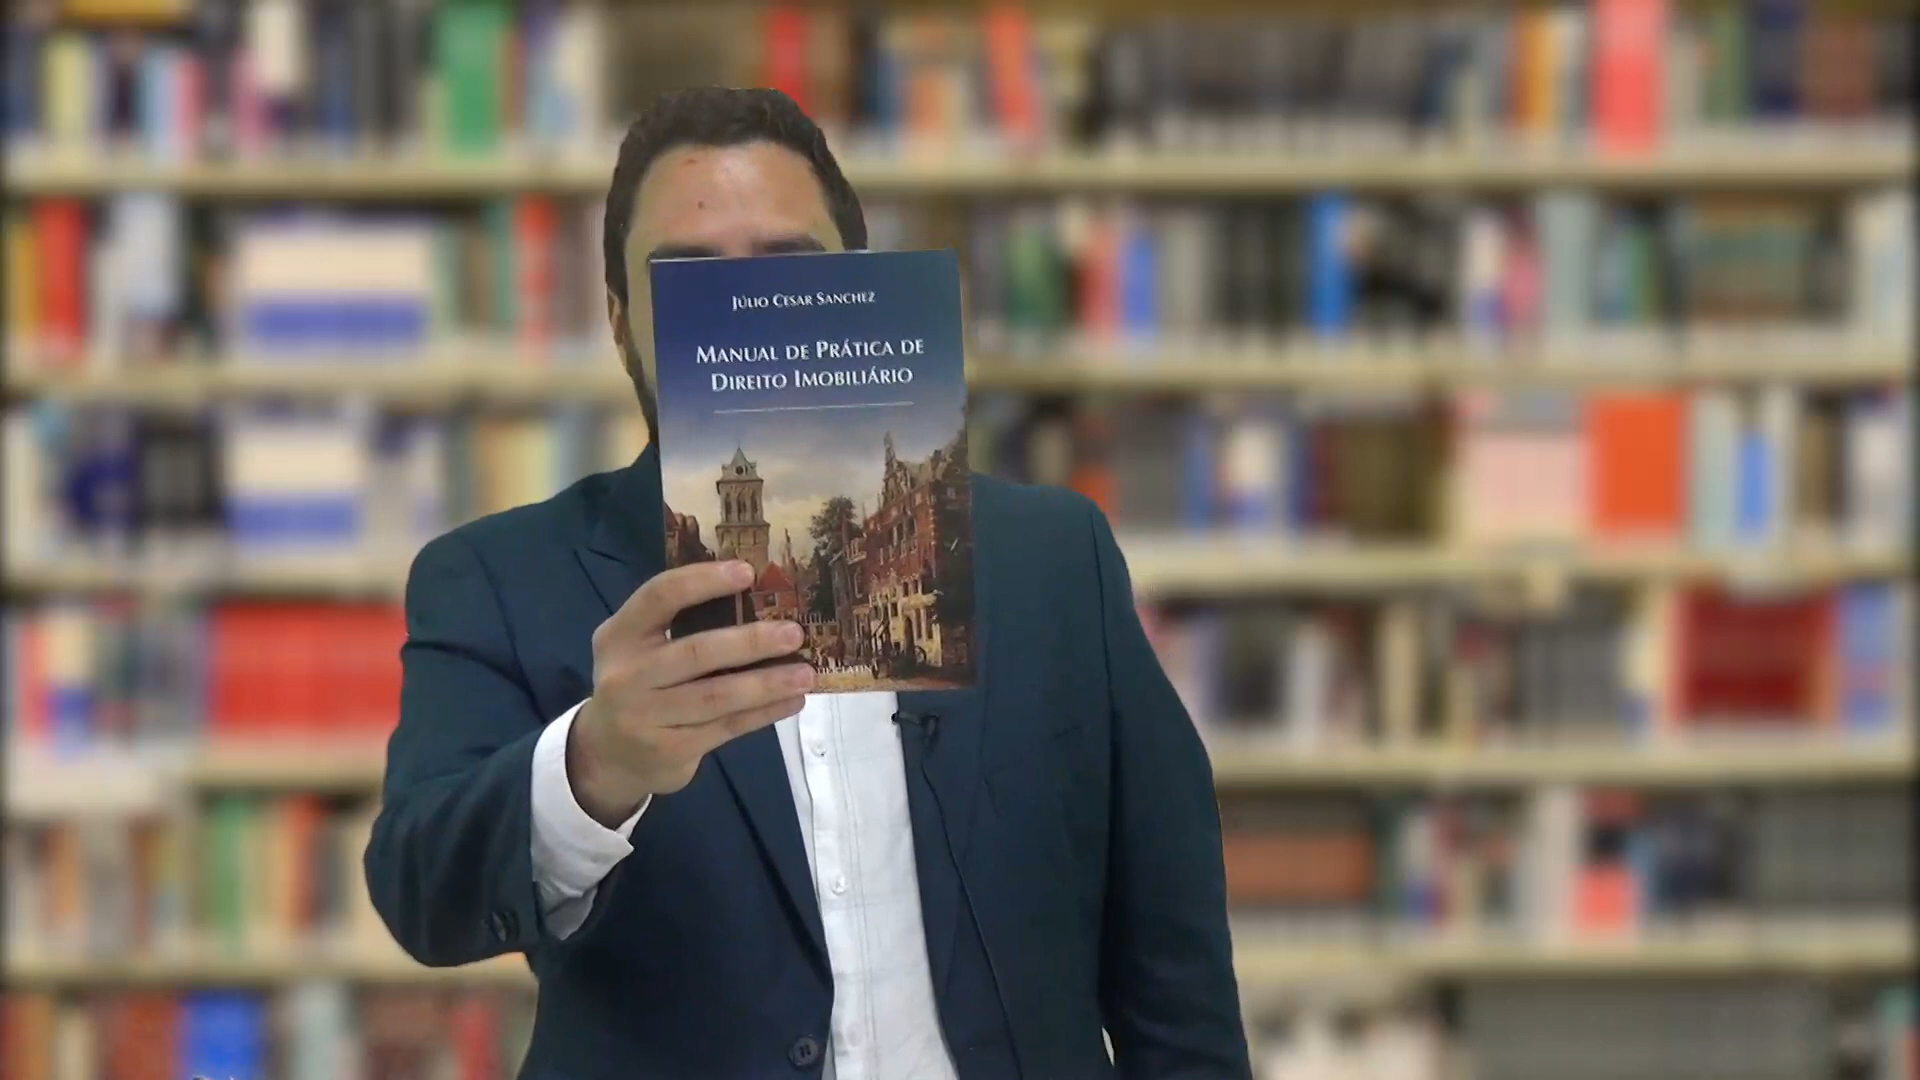 JÚLIO CESAR SANCHEZ
MANUAL DE PRÁTICA DE
DIREITO IMOBILIÁRIO